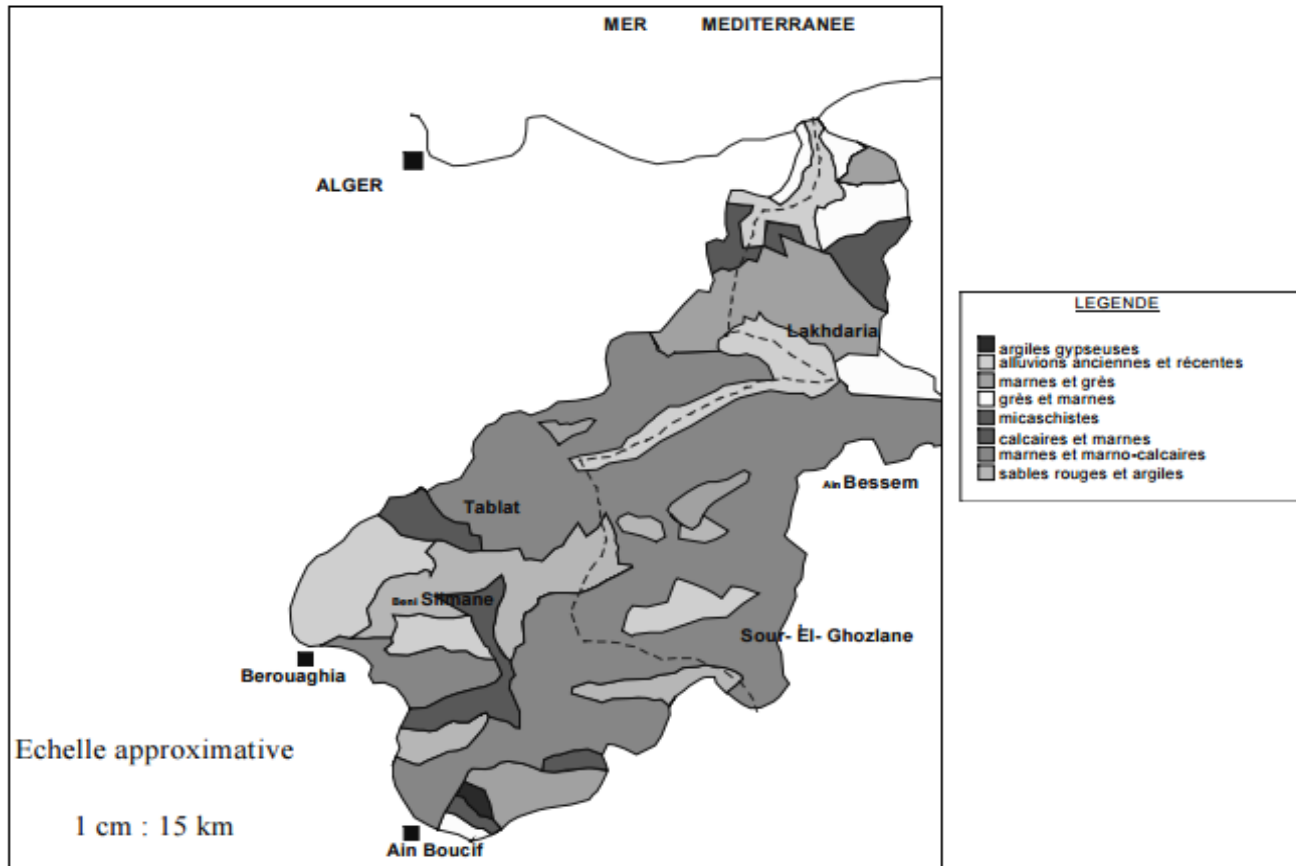 MER MEDITERRANEE
ALGER
Lakhdaria
Ain Bessem
Tablat
Beni Slimane
Sour- El- Ghozlane
Berouaghia
Echelle approximative
1 cm : 15 km
Ain Boucif
LEGENDE
argiles gypseuses
alluvions anciennes et récentes
marnes et grès
grès et marnes
micaschistes
calcaires et marnes
marnes et marno-calcaires
sables rouges et argiles